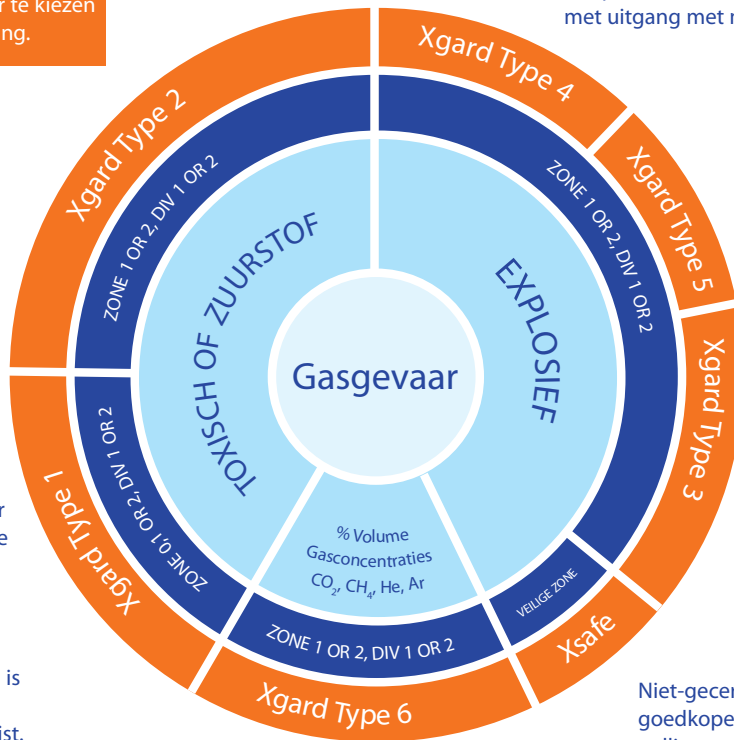 r te kiezen
ng.
met uitgang met r
Xgard Type 2
Xgard Type 4
Xgard Type 5
Xgard Type 3
Xsafe
Xgard Type 6
Xgard Type 1
ZONE 1 OR 2, DIV 1 OR 2
ZONE 1 OR 2, DIV 1 OR 2
VEILIGE ZONE
ZONE 1 OR 2, DIV 1 OR 2
ZONE 0,1 OR 2, DIV 1 OR 2
TOXISCH OF ZUURSTOF
EXPLOSIEF
Gasgevaar
% Volume
Gasconcentraties
CO₂, CH₄, He, Ar
r
e
is
ist.
Niet-gecer
goedkope